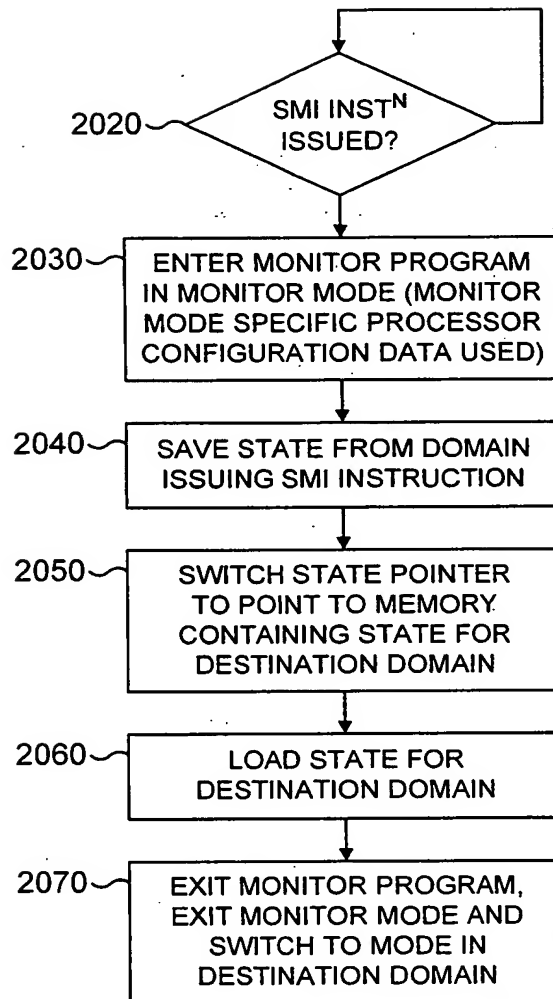 2020
SMI INST^N
ISSUED?
2030
ENTER MONITOR PROGRAM
IN MONITOR MODE (MONITOR
MODE SPECIFIC PROCESSOR
CONFIGURATION DATA USED)
2040
SAVE STATE FROM DOMAIN
ISSUING SMI INSTRUCTION
2050
SWITCH STATE POINTER
TO POINT TO MEMORY
CONTAINING STATE FOR
DESTINATION DOMAIN
2060
LOAD STATE FOR
DESTINATION DOMAIN
2070
EXIT MONITOR PROGRAM,
EXIT MONITOR MODE AND
SWITCH TO MODE IN
DESTINATION DOMAIN